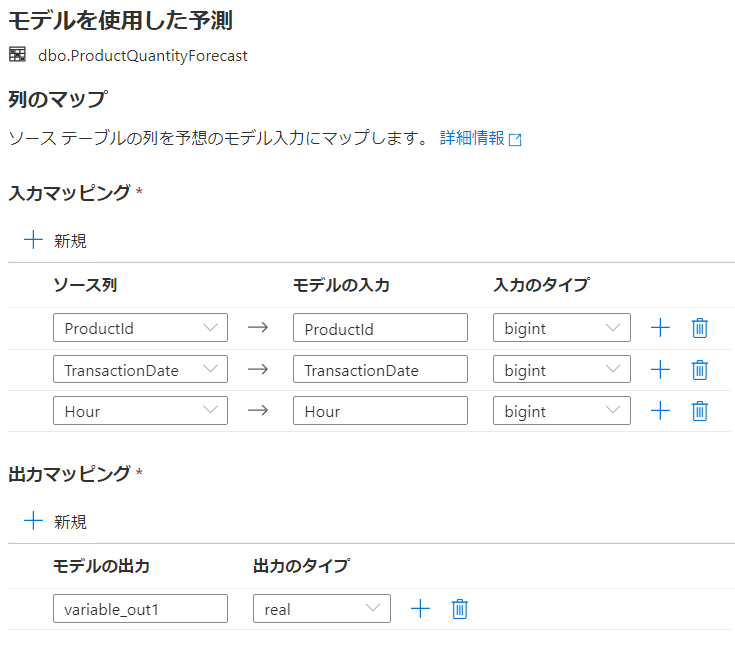 モデルを使用した予測
dbo.ProductQuantityForecast
列のマップ
ソース テーブルの列を予想のモデル入力にマップします。 詳細情報
入力マッピング *
新規
ソース列 モデルの入力 入力のタイプ
ProductId ProductId bigint
TransactionDate TransactionDate bigint
Hour Hour bigint
出力マッピング *
新規
モデルの出力 出力のタイプ
variable_out1 real